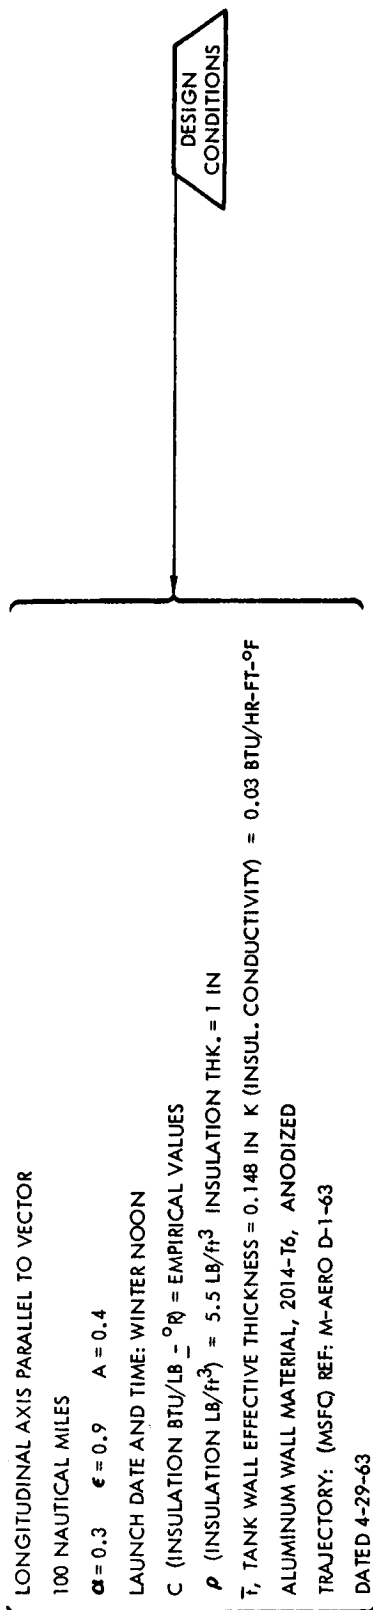 LONGITUDINAL AXIS PARALLEL TO VECTOR
100 NAUTICAL MILES
α = 0.3 ϵ = 0.9 A = 0.4
LAUNCH DATE AND TIME: WINTER NOON
C (INSULATION BTU/LB - °R) = EMPIRICAL VALUES
ρ (INSULATION LB/ft³) = 5.5 LB/ft³ INSULATION THK. = 1 IN
t̄, TANK WALL EFFECTIVE THICKNESS = 0.148 IN K (INSUL. CONDUCTIVITY) = 0.03 BTU/HR-FT-°F
ALUMINUM WALL MATERIAL, 2014-T6, ANODIZED
TRAJECTORY: (MSFC) REF: M-AERO D-1-63
DATED 4-29-63
DESIGN
CONDITIONS